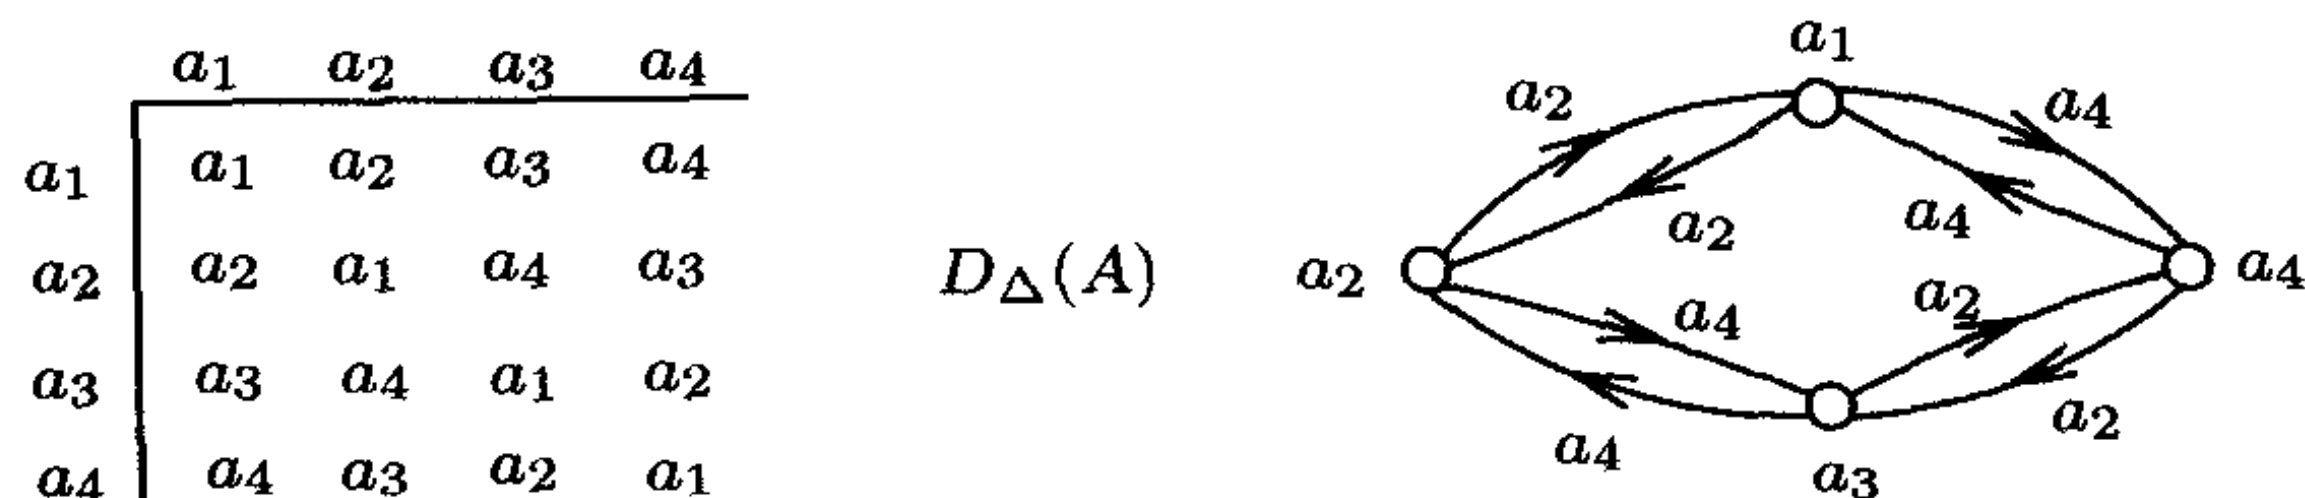 a1 a2 a3 a4
a1 a1 a2 a3 a4
a2 a2 a1 a4 a3
a3 a3 a4 a1 a2
a4 a4 a3 a2 a1
D△(A)
a1
a2 a4
a2 a4
a2 a4
a4 a2
a4 a2
a3